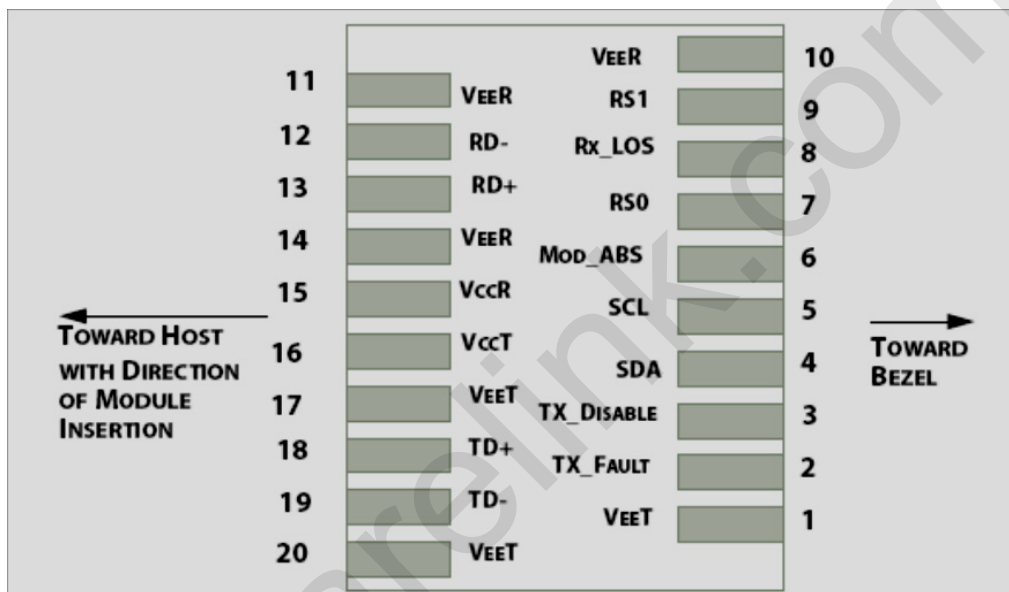 11 VEER
12 RD-
13 RD+
14 VEER
15 VCCR
16 VCCT
17 VEET
18 TD+
19 TD-
20 VEET
VEER 10
RS1 9
RX_LOS 8
RS0 7
MOD_ABS 6
SCL 5
SDA 4
TX_DISABLE 3
TX_FAULT 2
VEET 1
TOWARD HOST
WITH DIRECTION
OF MODULE
INSERTION
TOWARD
BEZEL
arelink.com